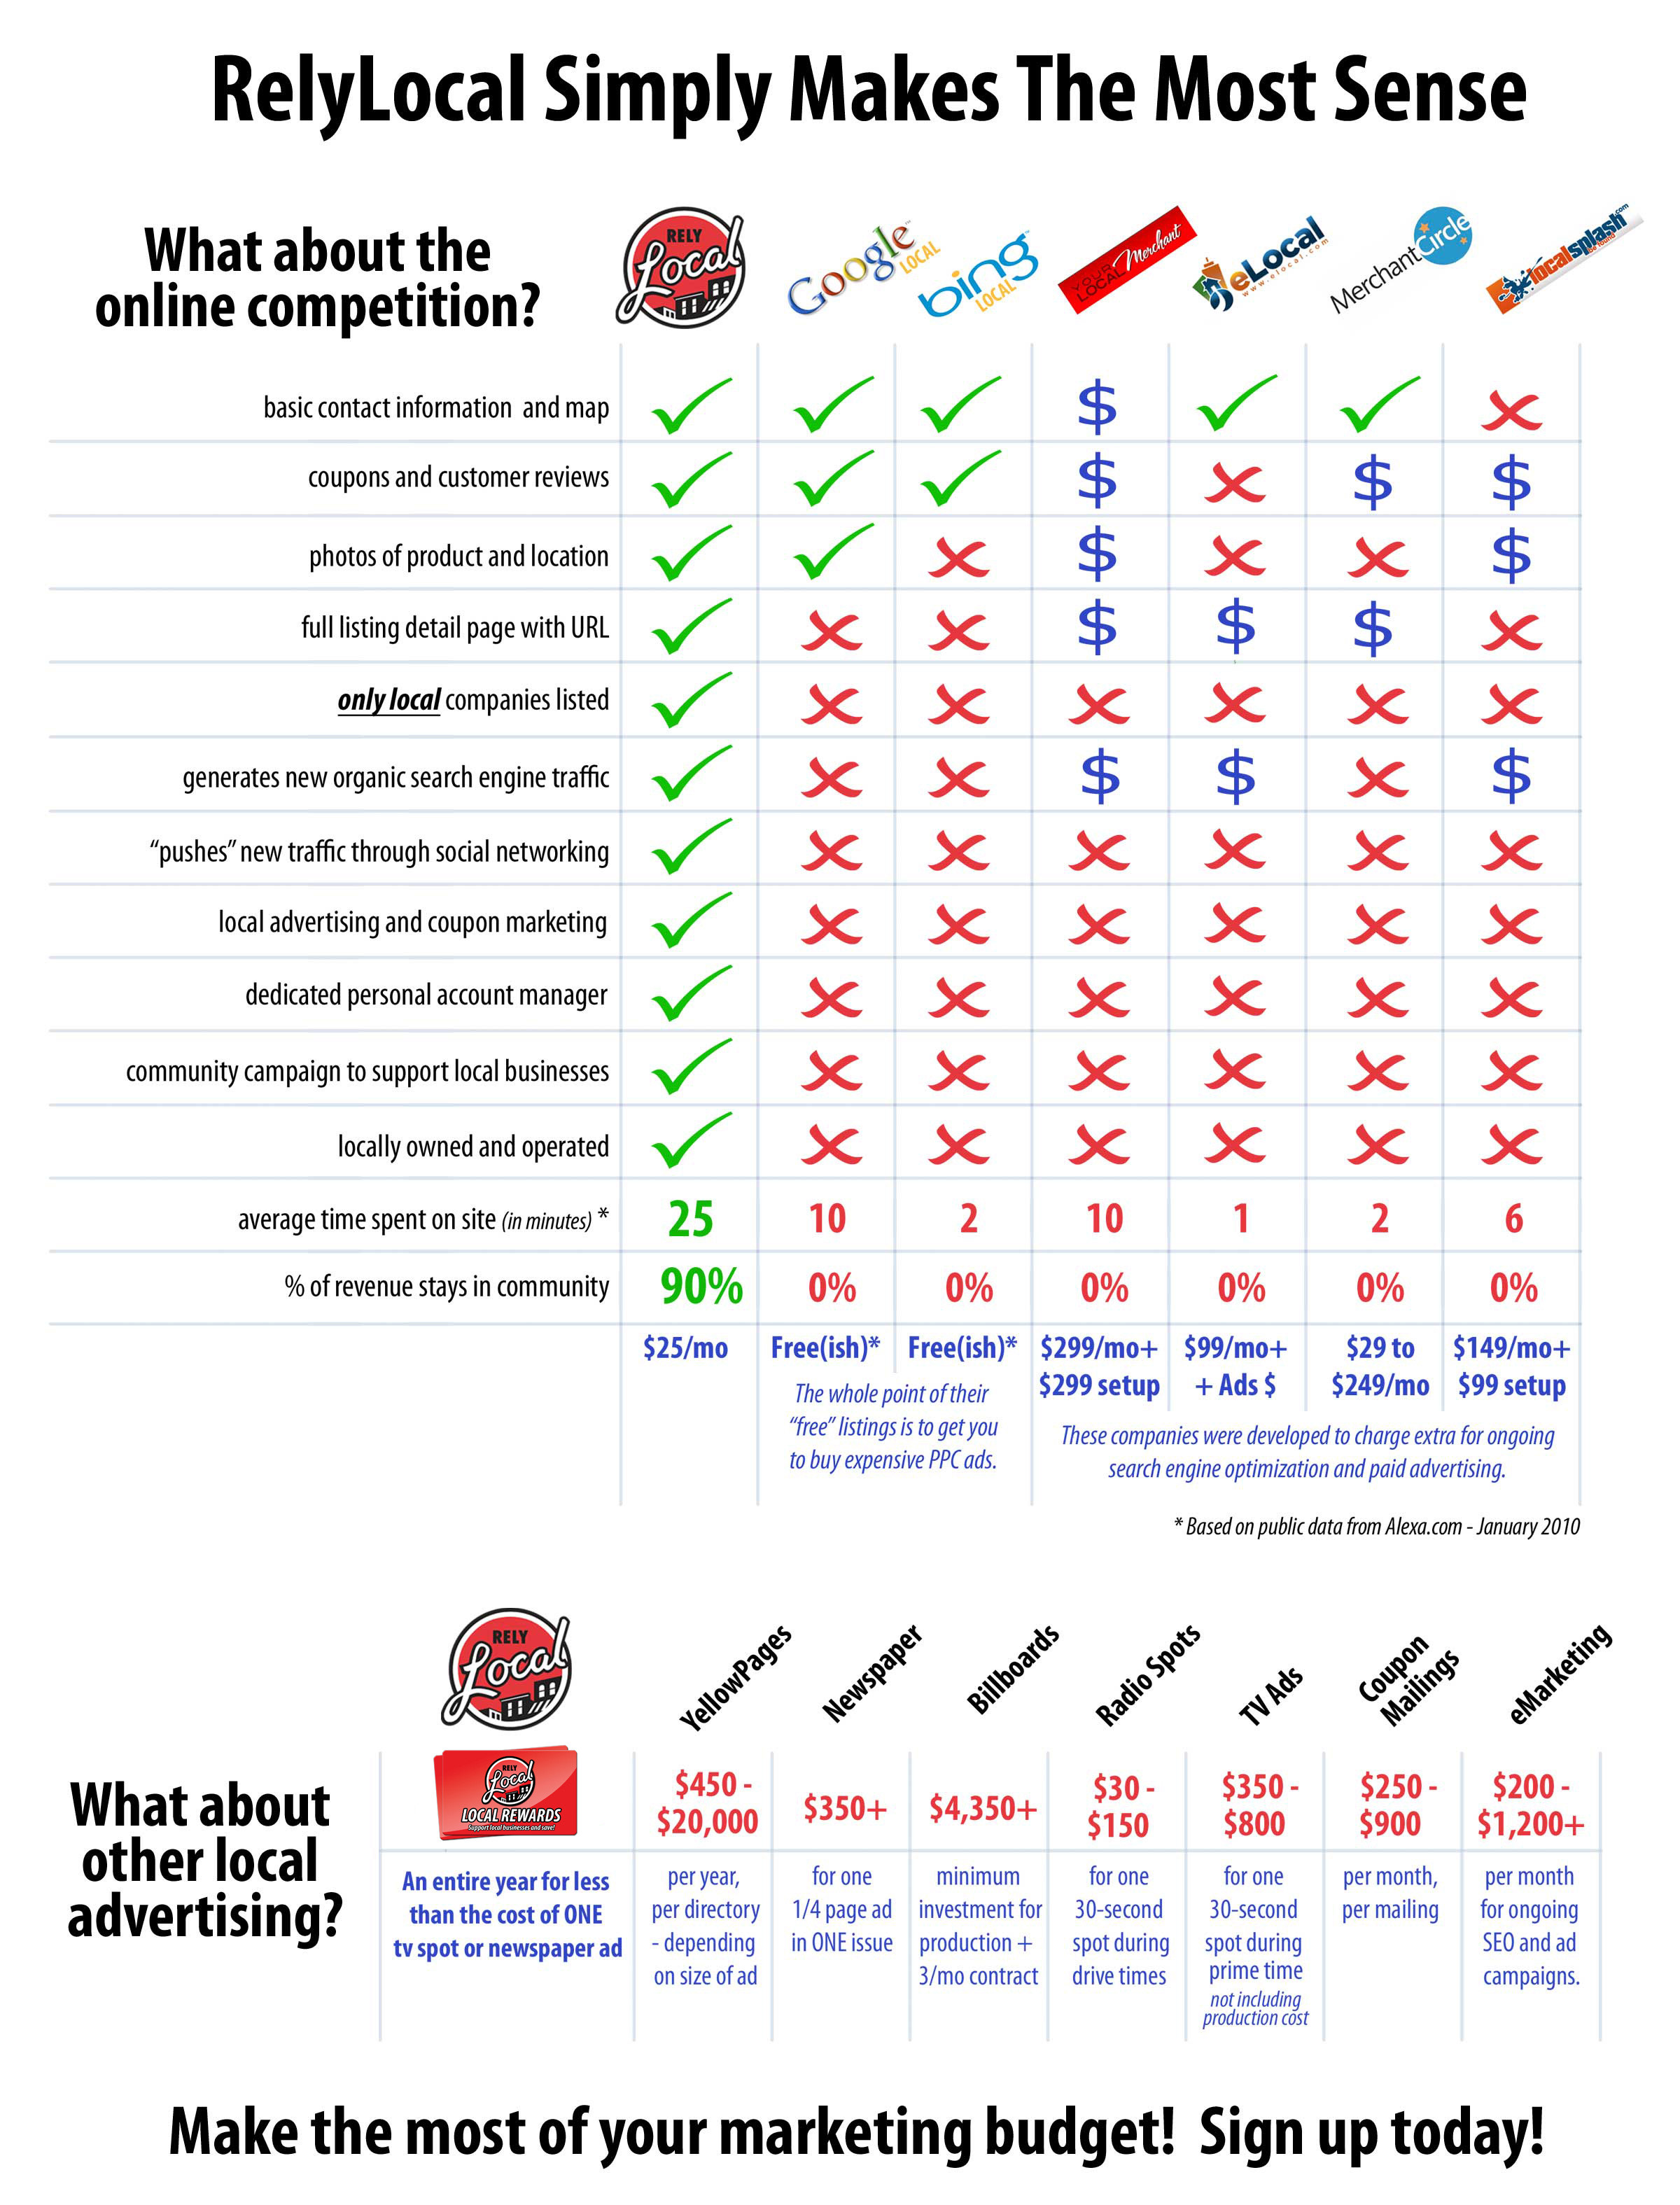 RelyLocal Simply Makes The Most Sense
What about the
online competition?
RELY
Local
Google
LOCAL
bing
LOCAL
YOUR
LOCAL Merchant
eLocal
www.elocal.com
MerchantCircle
localsplash.com
basic contact information and map
$
coupons and customer reviews
$ $ $
photos of product and location
$ $
full listing detail page with URL
$ $ $
only local companies listed
generates new organic search engine traffic
$ $ $
“pushes” new traffic through social networking
local advertising and coupon marketing
dedicated personal account manager
community campaign to support local businesses
locally owned and operated
average time spent on site (in minutes) * 25 10 2 10 1 2 6
% of revenue stays in community 90% 0% 0% 0% 0% 0% 0%
$25/mo
Free(ish)*
Free(ish)*
$299/mo+
$299 setup
$99/mo+
+ Ads $
$29 to
$249/mo
$149/mo+
$99 setup
The whole point of their
“free” listings is to get you
to buy expensive PPC ads.
These companies were developed to charge extra for ongoing
search engine optimization and paid advertising.
* Based on public data from Alexa.com - January 2010
RELY
Local
YellowPages
Newspaper
Billboards
Radio Spots
TV Ads
Coupon
Mailings
eMarketing
What about
other local
advertising?
RELY
Local
LOCAL REWARDS
Support local businesses and save!
An entire year for less
than the cost of ONE
tv spot or newspaper ad
$450 -
$20,000
per year,
per directory
- depending
on size of ad
$350+
for one
1/4 page ad
in ONE issue
$4,350+
minimum
investment for
production +
3/mo contract
$30 -
$150
for one
30-second
spot during
drive times
$350 -
$800
for one
30-second
spot during
prime time
not including
production cost
$250 -
$900
per month,
per mailing
$200 -
$1,200+
per month
for ongoing
SEO and ad
campaigns.
Make the most of your marketing budget! Sign up today!